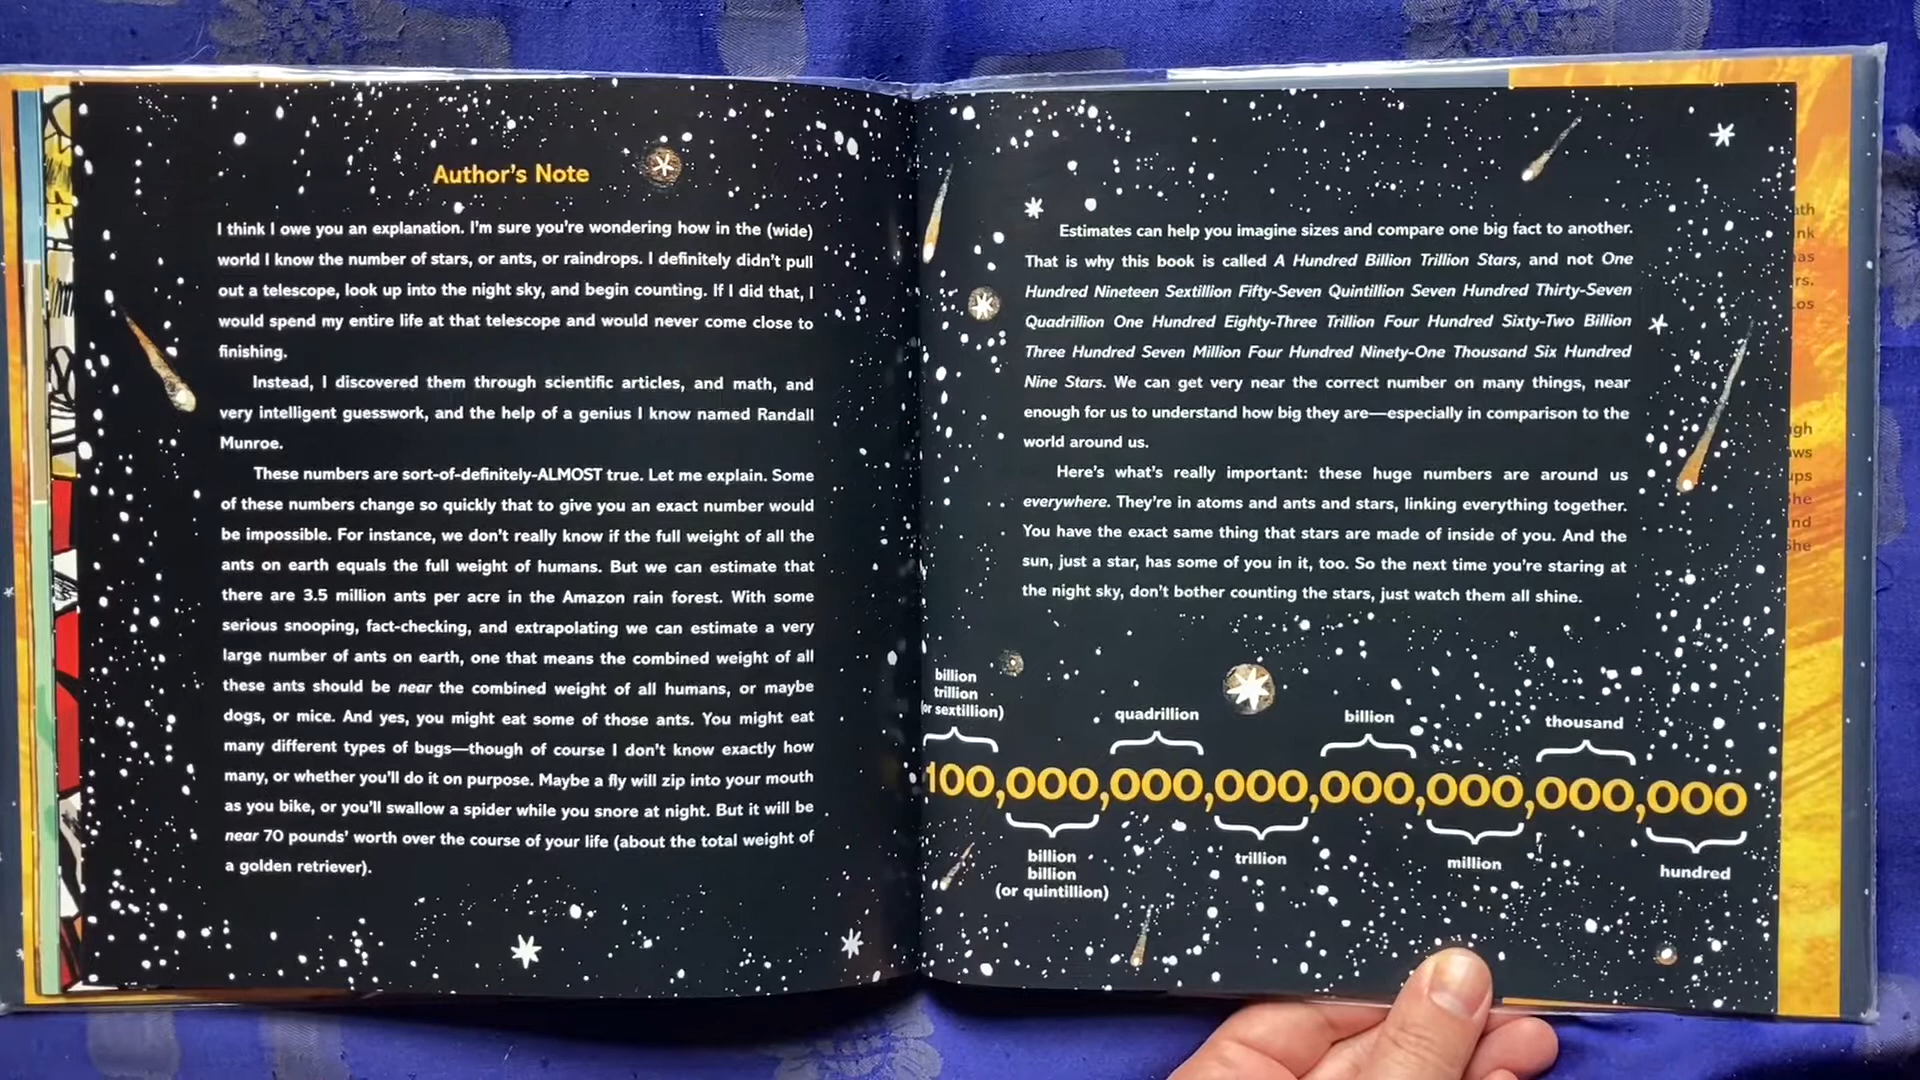 Author's Note
I think I owe you an explanation. I'm sure you're wondering how in the (wide)
world I know the number of stars, or ants, or raindrops. I definitely didn't pull
out a telescope, look up into the night sky, and begin counting. If I did that, I
would spend my entire life at that telescope and would never come close to
finishing.
Instead, I discovered them through scientific articles, and math, and
very intelligent guesswork, and the help of a genius I know named Randall
Munroe.
These numbers are sort-of-definitely-ALMOST true. Let me explain. Some
of these numbers change so quickly that to give you an exact number would
be impossible. For instance, we don't really know if the full weight of all the
ants on earth equals the full weight of humans. But we can estimate that
there are 3.5 million ants per acre in the Amazon rain forest. With some
serious snooping, fact-checking, and extrapolating we can estimate a very
large number of ants on earth, one that means the combined weight of all
these ants should be near the combined weight of all humans, or maybe
dogs, or mice. And yes, you might eat some of those ants. You might eat
many different types of bugs—though of course I don't know exactly how
many, or whether you'll do it on purpose. Maybe a fly will zip into your mouth
as you bike, or you'll swallow a spider while you snore at night. But it will be
near 70 pounds' worth over the course of your life (about the total weight of
a golden retriever).
Estimates can help you imagine sizes and compare one big fact to another.
That is why this book is called A Hundred Billion Trillion Stars, and not One
Hundred Nineteen Sextillion Fifty-Seven Quintillion Seven Hundred Thirty-Seven
Quadrillion One Hundred Eighty-Three Trillion Four Hundred Sixty-Two Billion
Three Hundred Seven Million Four Hundred Ninety-One Thousand Six Hundred
Nine Stars. We can get very near the correct number on many things, near
enough for us to understand how big they are—especially in comparison to the
world around us.
Here's what's really important: these huge numbers are around us
everywhere. They're in atoms and ants and stars, linking everything together.
You have the exact same thing that stars are made of inside of you. And the
sun, just a star, has some of you in it, too. So the next time you're staring at
the night sky, don't bother counting the stars, just watch them all shine.
billion
trillion
(or sextillion)
quadrillion
billion
thousand
100,000,000,000,000,000,000,000
billion
billion
(or quintillion)
trillion
million
hundred